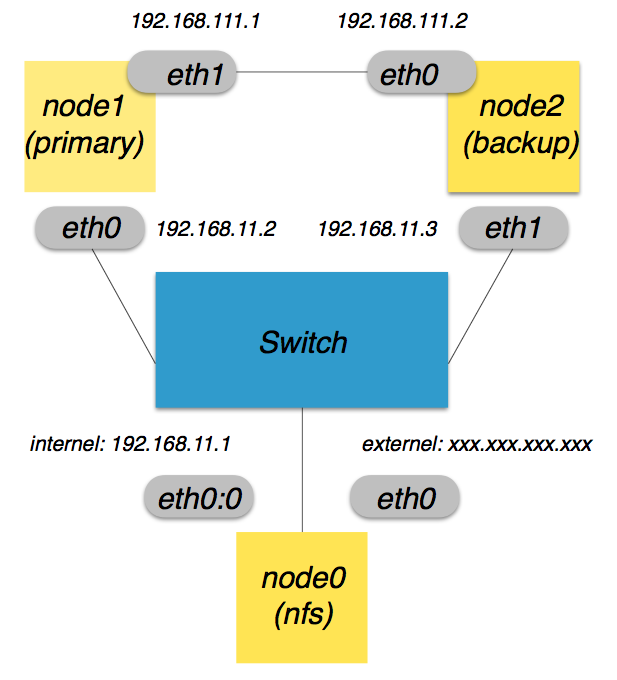 192.168.111.1
192.168.111.2
eth1
eth0
node1
(primary)
node2
(backup)
eth0
192.168.11.2
192.168.11.3
eth1
Switch
internel: 192.168.11.1
externel: xxx.xxx.xxx.xxx
eth0:0
eth0
node0
(nfs)